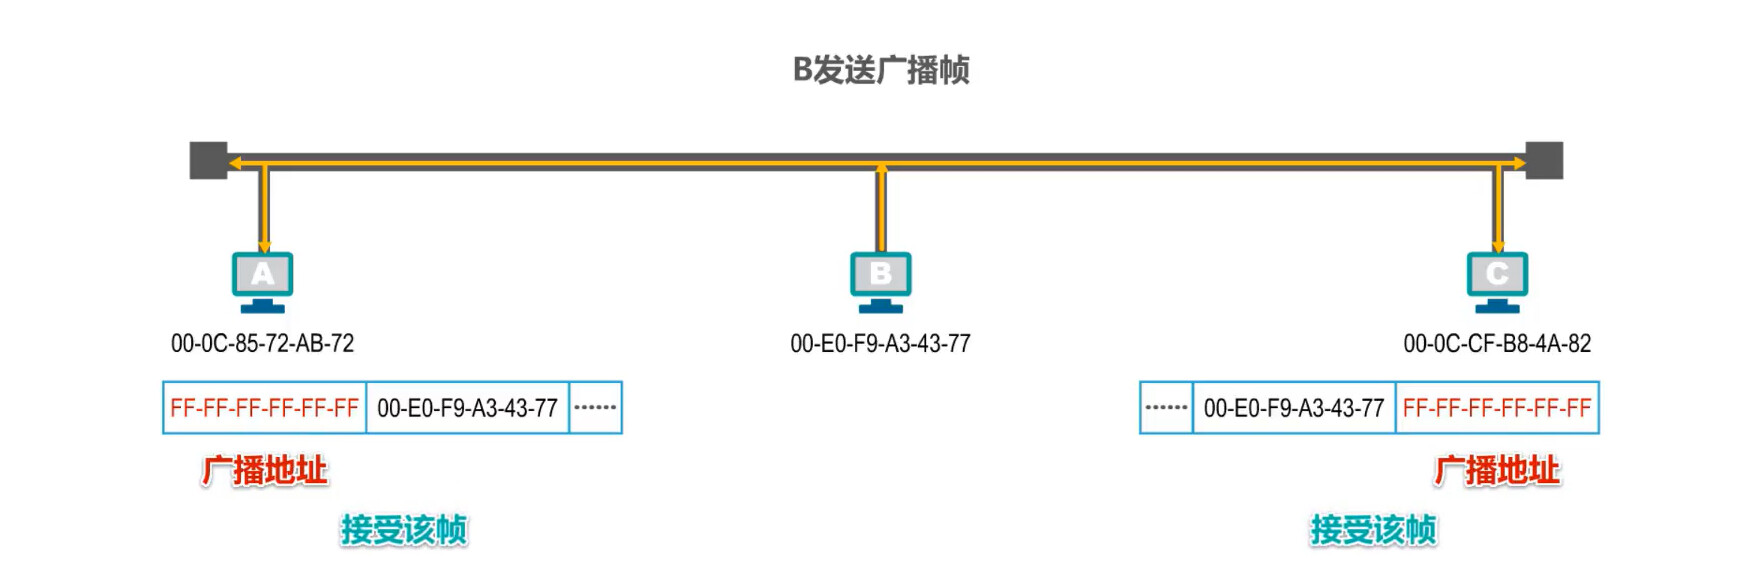 B发送广播帧
A
B
C
00-0C-85-72-AB-72
00-E0-F9-A3-43-77
00-0C-CF-B8-4A-82
FF-FF-FF-FF-FF-FF 00-E0-F9-A3-43-77 ······
······ 00-E0-F9-A3-43-77 FF-FF-FF-FF-FF-FF
广播地址
广播地址
接受该帧
接受该帧